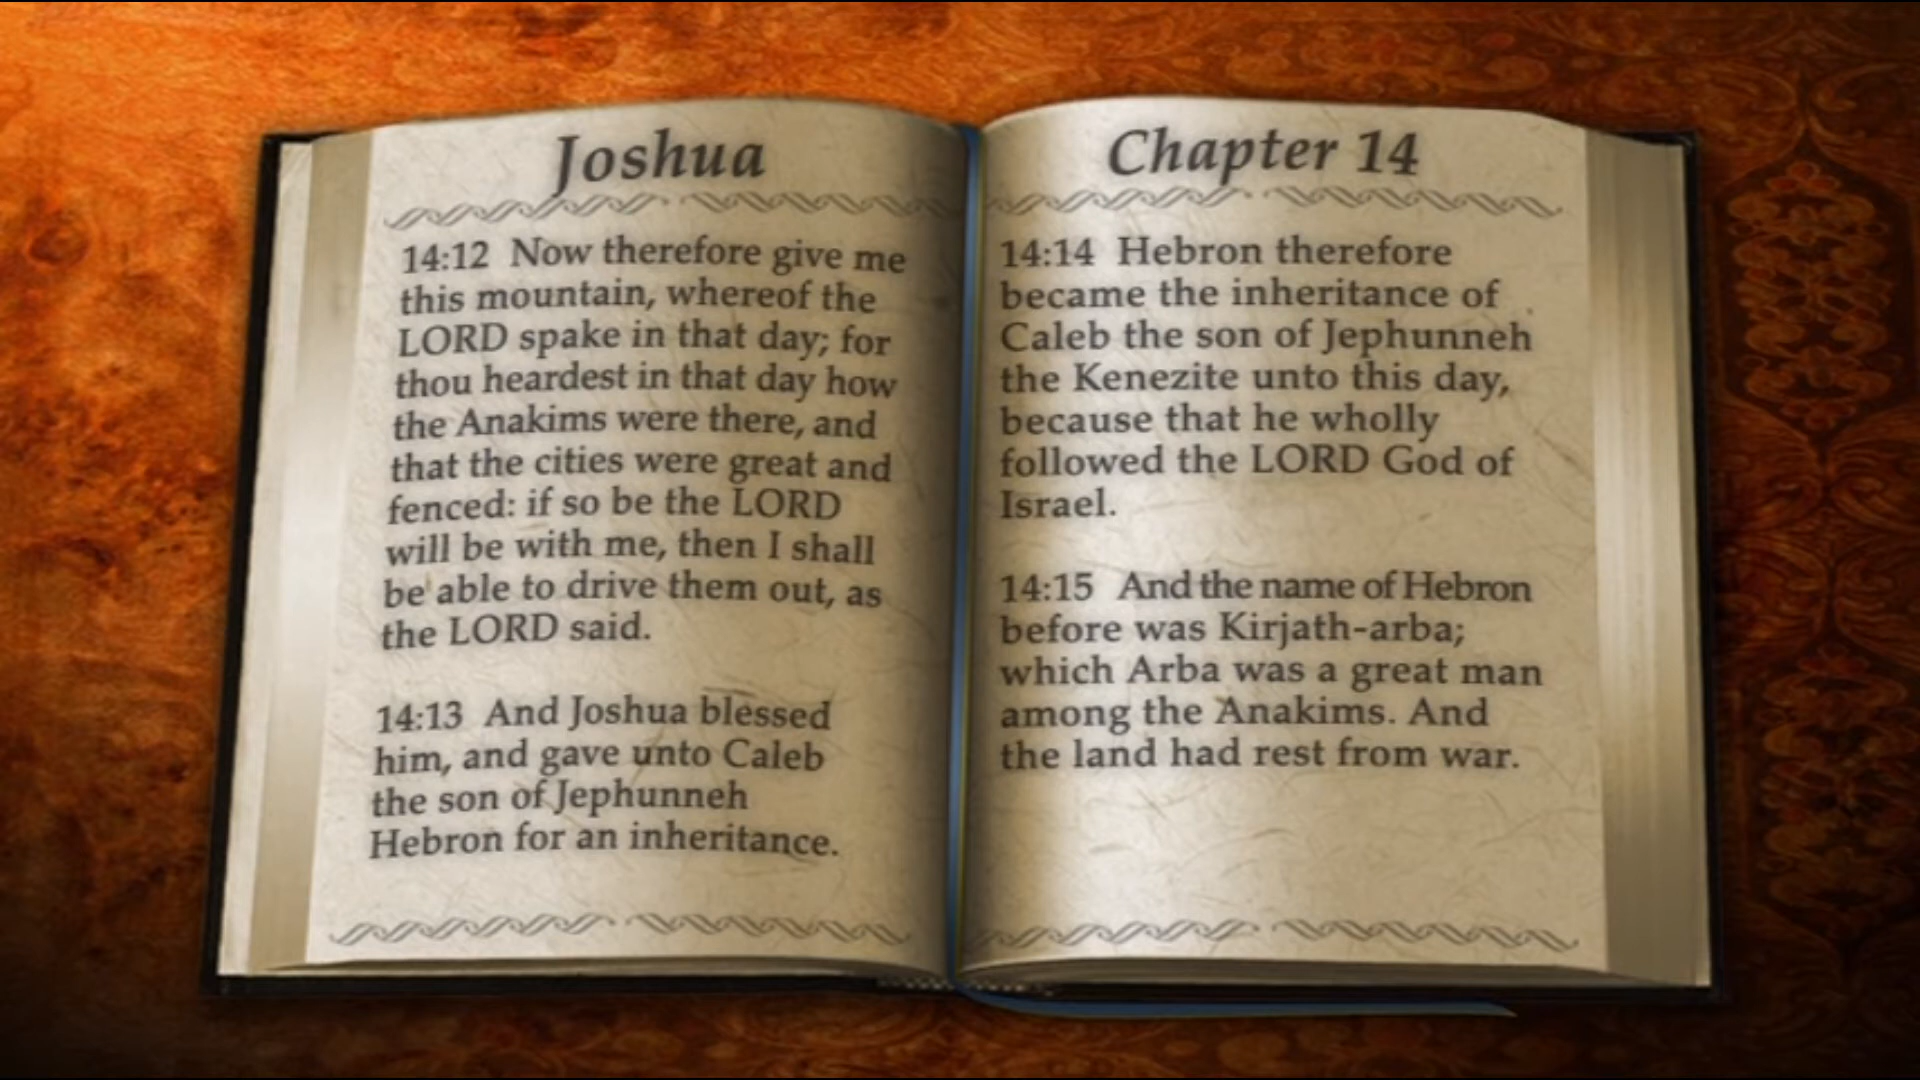 Joshua
14:12 Now therefore give me
this mountain, whereof the
LORD spake in that day; for
thou heardest in that day how
the Anakims were there, and
that the cities were great and
fenced: if so be the LORD
will be with me, then I shall
be able to drive them out, as
the LORD said.
14:13 And Joshua blessed
him, and gave unto Caleb
the son of Jephunneh
Hebron for an inheritance.
Chapter 14
14:14 Hebron therefore
became the inheritance of
Caleb the son of Jephunneh
the Kenezite unto this day,
because that he wholly
followed the LORD God of
Israel.
14:15 And the name of Hebron
before was Kirjath-arba;
which Arba was a great man
among the Anakims. And
the land had rest from war.